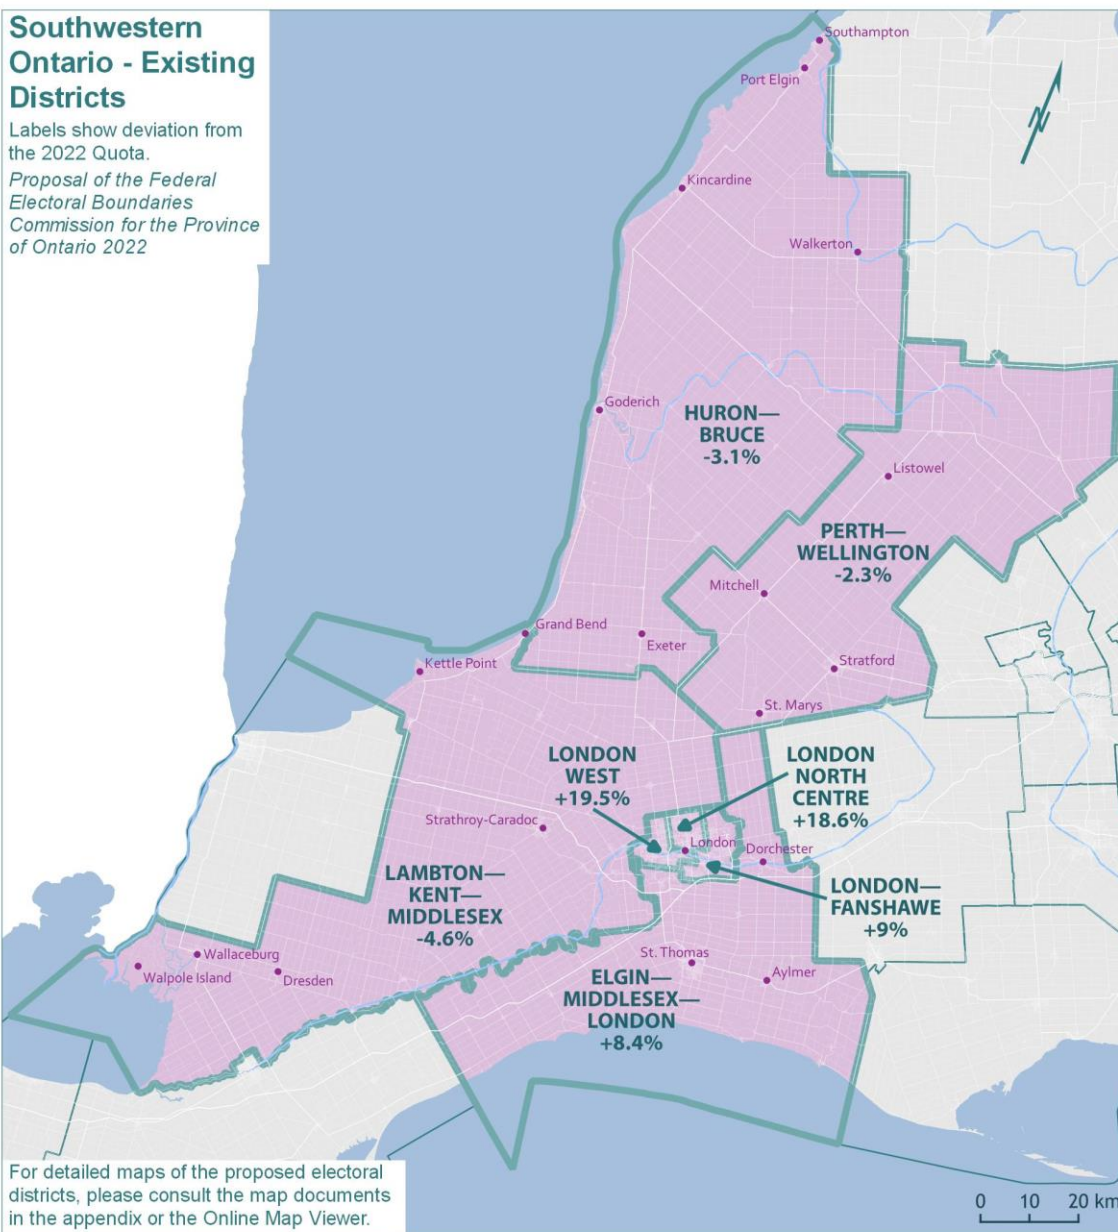 Southwestern
Ontario - Existing
Districts
Labels show deviation from
the 2022 Quota.
Proposal of the Federal
Electoral Boundaries
Commission for the Province
of Ontario 2022
Southampton
Port Elgin
N
Kincardine
Walkerton
Goderich
HURON—
BRUCE
-3.1%
Listowel
PERTH—
WELLINGTON
-2.3%
Mitchell
Grand Bend
Exeter
Kettle Point
Stratford
St. Marys
LONDON
WEST
+19.5%
LONDON
NORTH
CENTRE
+18.6%
Strathroy-Caradoc
London
Dorchester
LAMBTON—
KENT—
MIDDLESEX
-4.6%
LONDON—
FANSHAWE
+9%
Wallaceburg
Walpole Island
Dresden
St. Thomas
Aylmer
ELGIN—
MIDDLESEX—
LONDON
+8.4%
For detailed maps of the proposed electoral
districts, please consult the map documents
in the appendix or the Online Map Viewer.
0 10 20 km